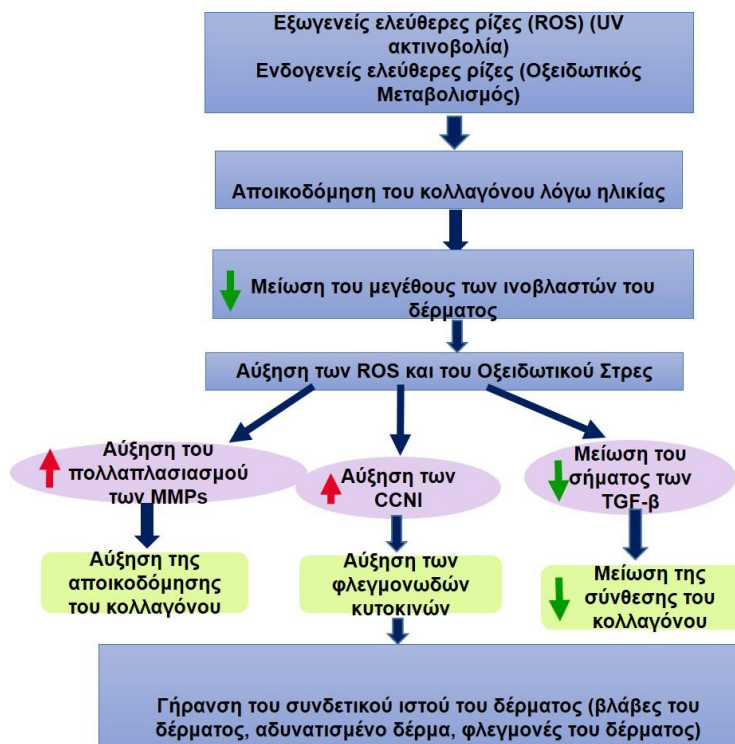 Εξωγενείς ελεύθερες ρίζες (ROS) (UV
ακτινοβολία)
Ενδογενείς ελεύθερες ρίζες (Οξειδωτικός
Μεταβολισμός)
Αποικοδόμηση του κολλαγόνου λόγω ηλικίας
Μείωση του μεγέθους των ινοβλαστών του
δέρματος
Αύξηση των ROS και του Οξειδωτικού Στρες
Αύξηση του
πολλαπλασιασμού
των MMPs
Αύξηση των
CCNI
Μείωση του
σήματος των
TGF-β
Αύξηση της
αποικοδόμησης
του κολλαγόνου
Αύξηση των
φλεγμονωδών
κυτοκινών
Μείωση της
σύνθεσης του
κολλαγόνου
Γήρανση του συνδετικού ιστού του δέρματος (βλάβες του
δέρματος, αδυνατισμένο δέρμα, φλεγμονές του δέρματος)